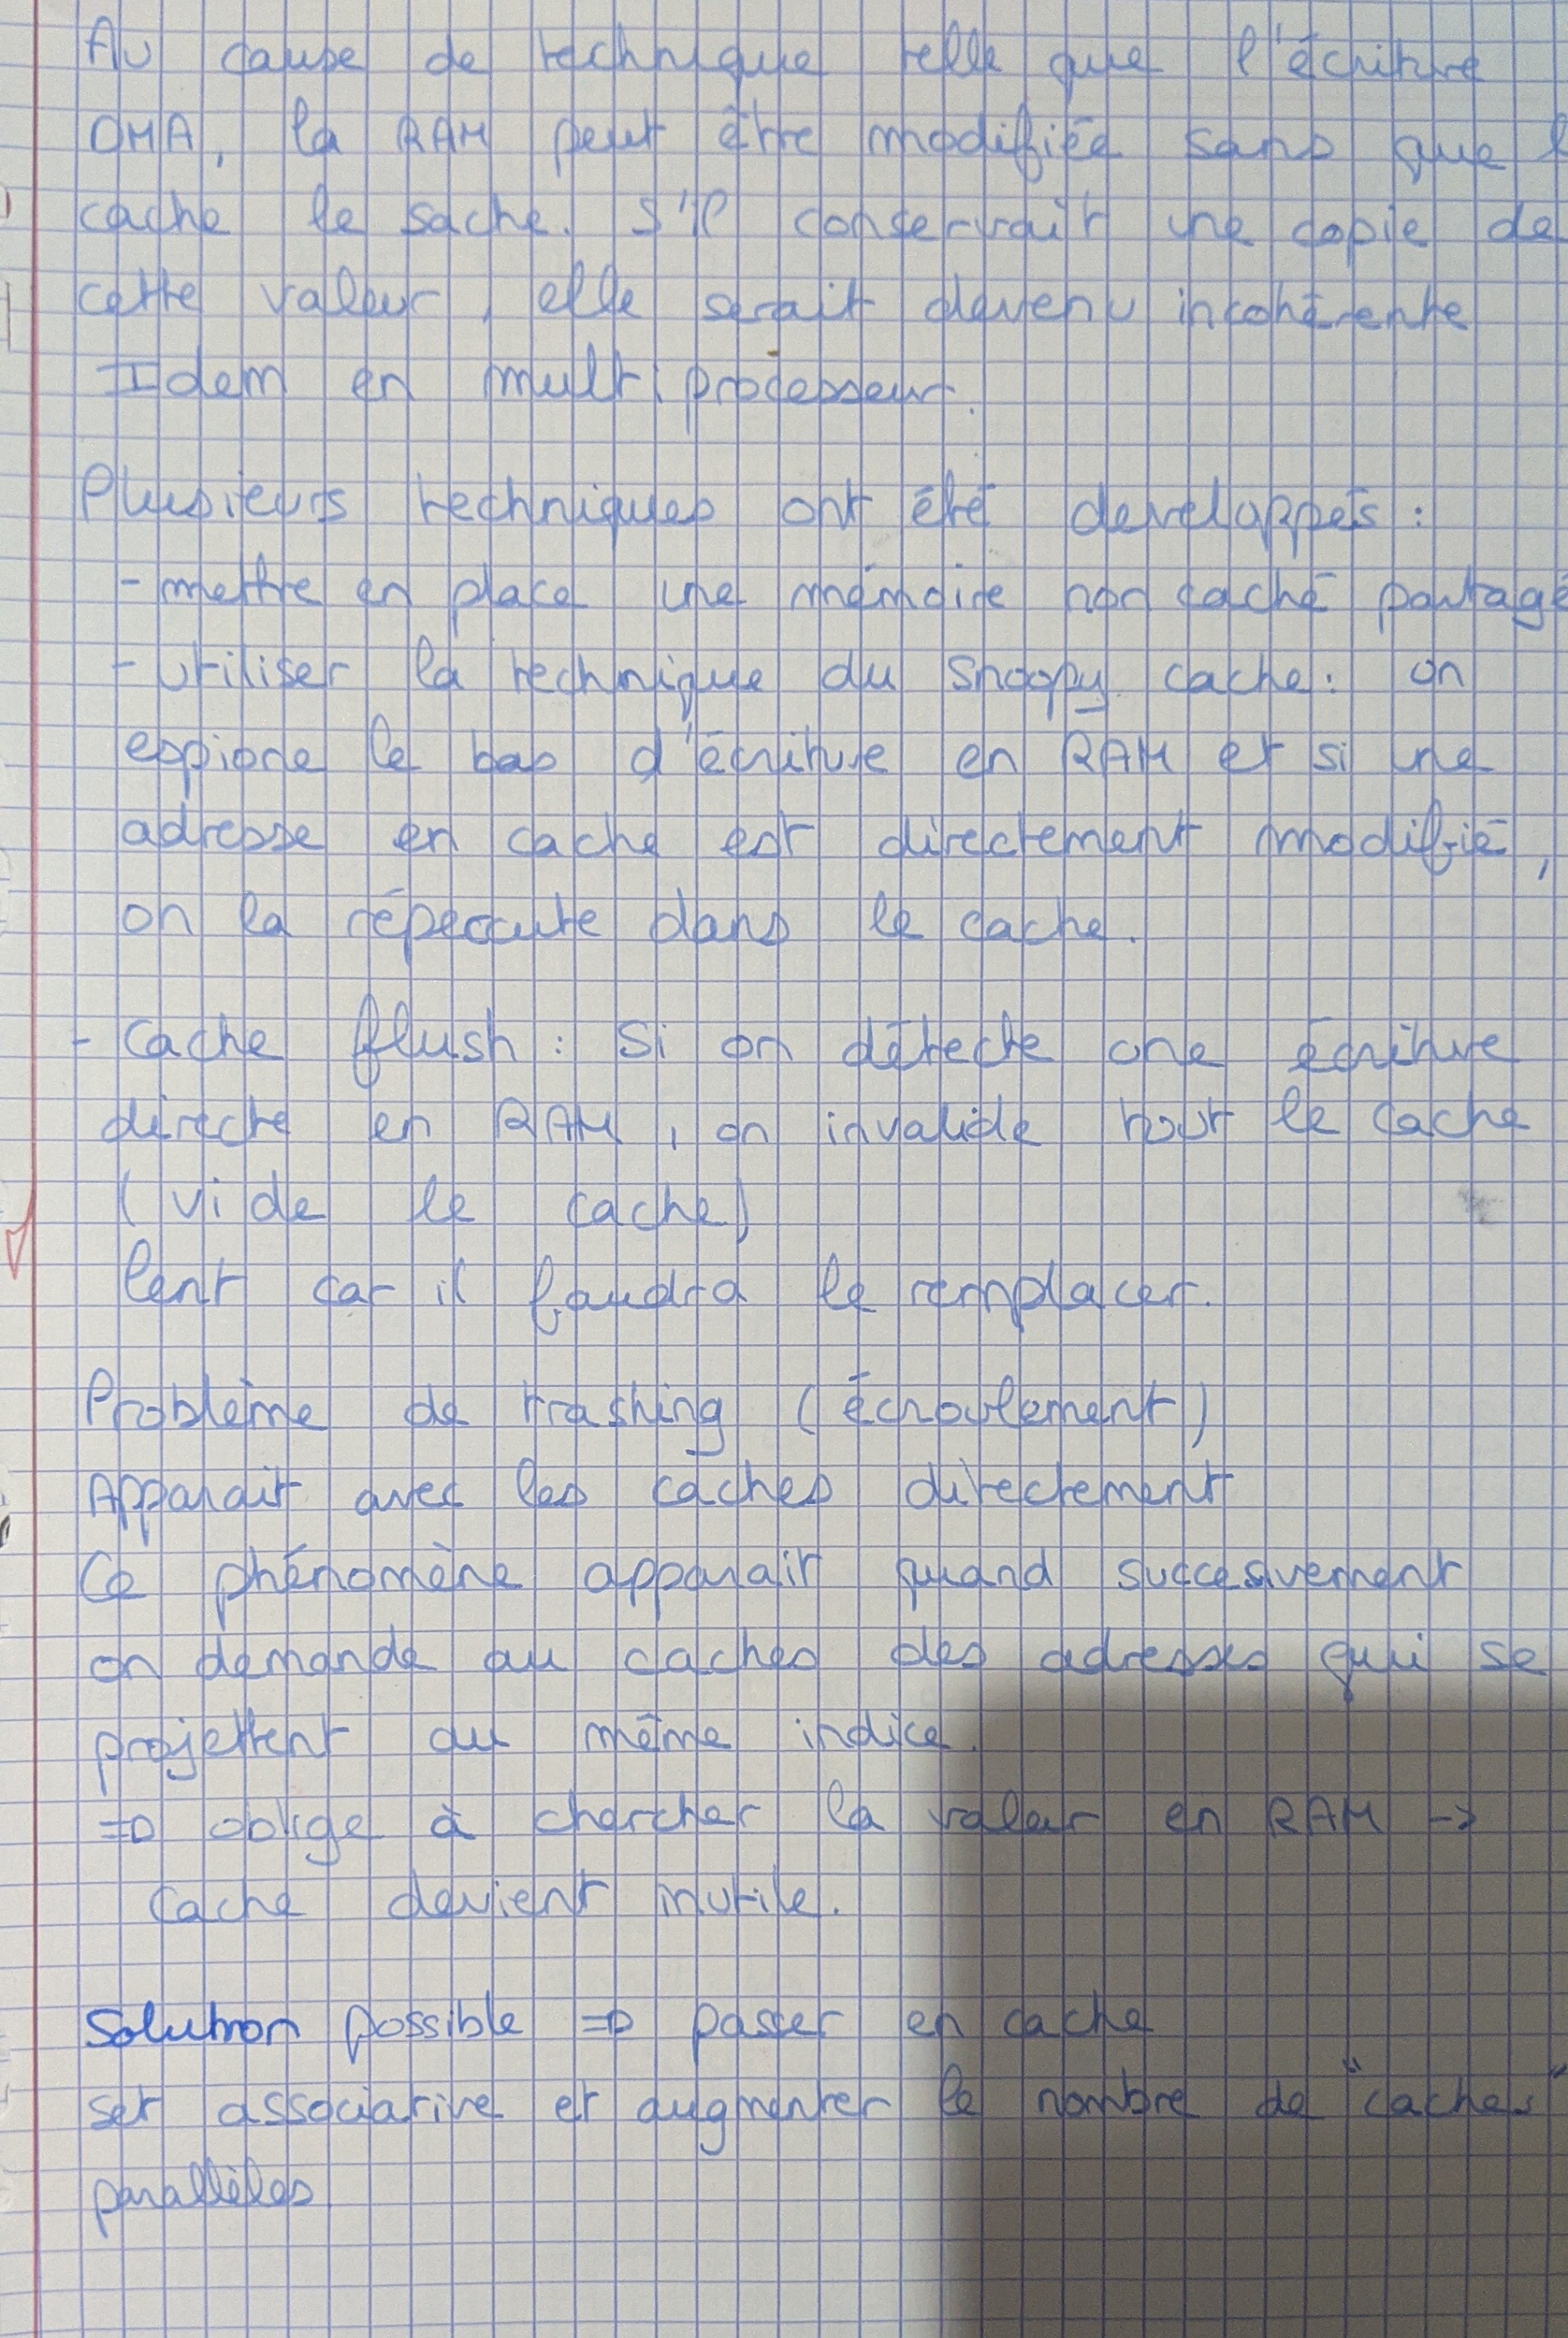 Au cause de technique telle que l'écriture
DMA, la RAM peut être modifiée sans que l
cache le sache. S'il conservait une copie de
cette valeur, elle serait devenu incohérente
Idem en multiprocesseur.
Plusieurs techniques ont été developpés :
- mettre en place une mémoire non caché partagé
- utiliser la technique du snoopy cache : on
espione le bas d'écriture en RAM et si une
adresse en cache est directement modifié,
on la répercute dans le cache.
- Cache flush : Si on détecte une écriture
directe en RAM, on invalide tout le cache
(vide le cache)
lent car il faudra le remplacer.
Problème de trashing (écroulement)
Apparait avec les caches directement
Ce phénomène apparait quand succesivement
on demande au caches des adresses qui se
projettent au même indice.
=> oblige à chercher la valeur en RAM ->
Cache devient inutile.
Solution possible => passer en cache
set associative et augmenter le nombre de "caches"
parallèles